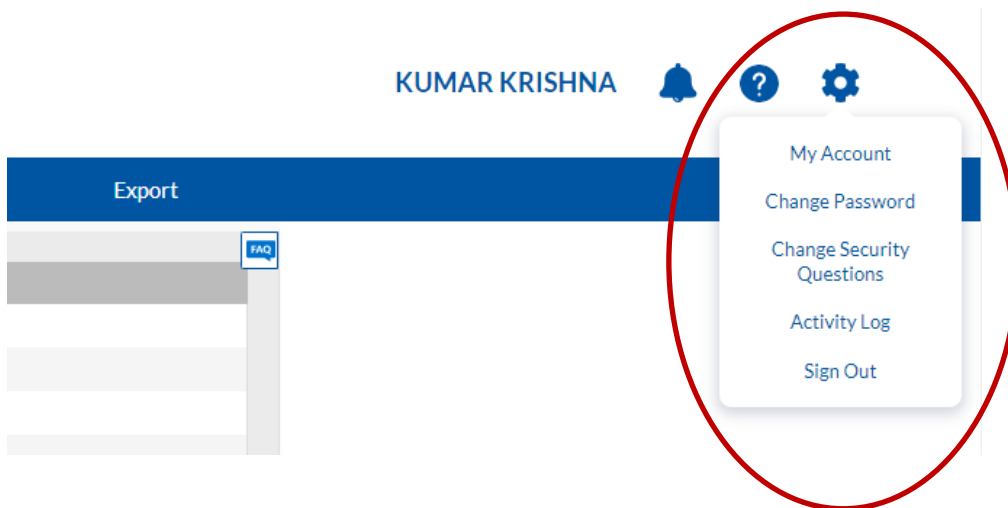 KUMAR KRISHNA
?
My Account
Export
Change Password
FAQ
Change Security
Questions
Activity Log
Sign Out